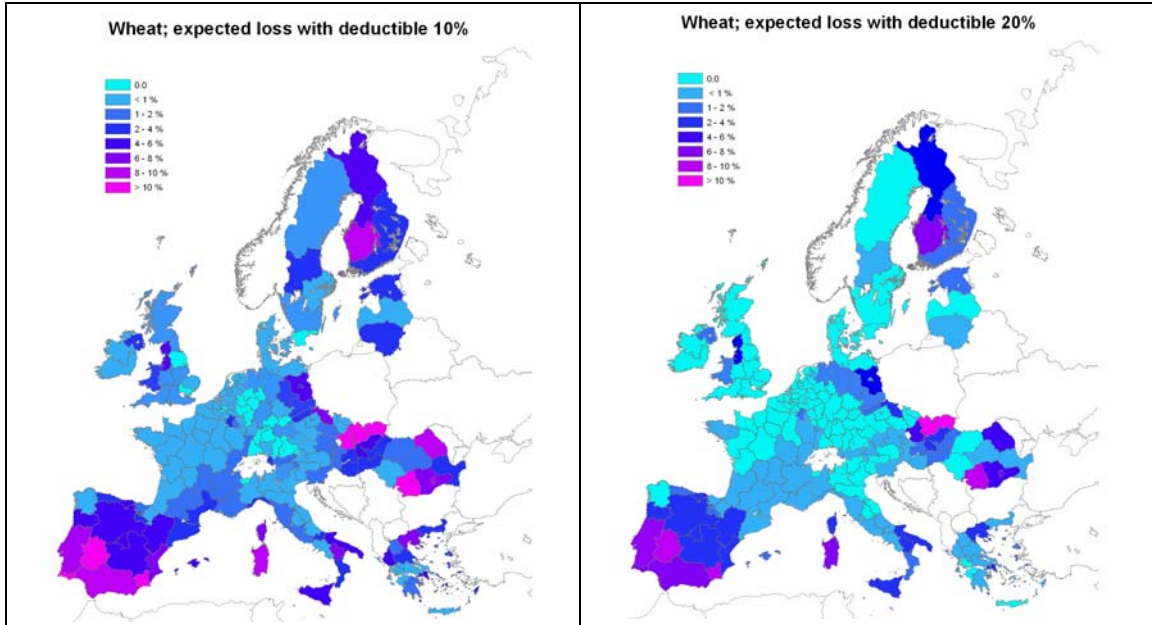 Wheat; expected loss with deductible 10%
0.0
< 1 %
1 - 2 %
2 - 4 %
4 - 6 %
6 - 8 %
8 - 10 %
> 10 %
Wheat; expected loss with deductible 20%
0.0
< 1 %
1 - 2 %
2 - 4 %
4 - 6 %
6 - 8 %
8 - 10 %
> 10 %